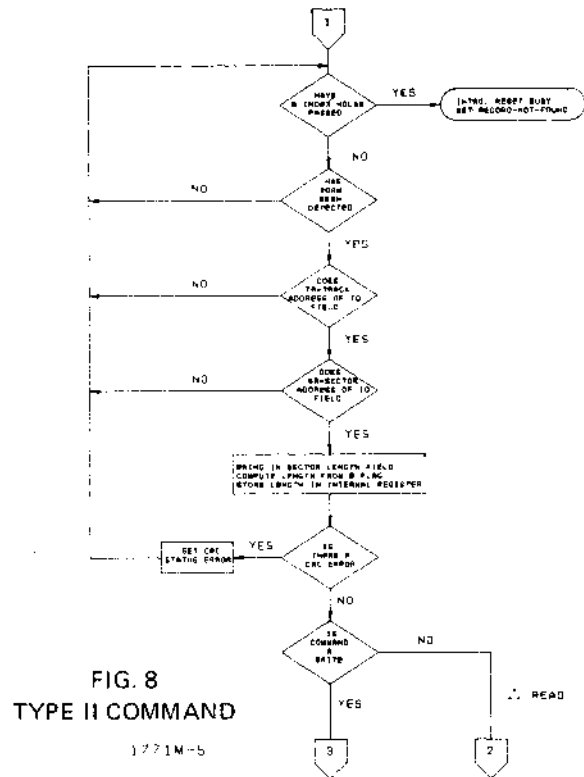 1
HAVE
INDEX HOLES
PASSED
YES
INTRQ, RESET BUSY
SET RECORD-NOT-FOUND
NO
HAS
BEEN
DETECTED
NO
YES
DOES
TR=TRACK
ADDRESS OF ID
FIELD
NO
YES
DOES
SR=SECTOR
ADDRESS OF ID
FIELD
NO
YES
BRING IN SECTOR LENGTH FIELD
COMPUTE LENGTH FROM B FLAG
STORE LENGTH IN INTERNAL REGISTER
IS
THERE A
CRC ERROR
YES
SET CRC
STATUS ERROR
NO
IS
COMMAND
A
WRITE
NO
YES
READ
3
2
FIG. 8
TYPE II COMMAND
1771M-5